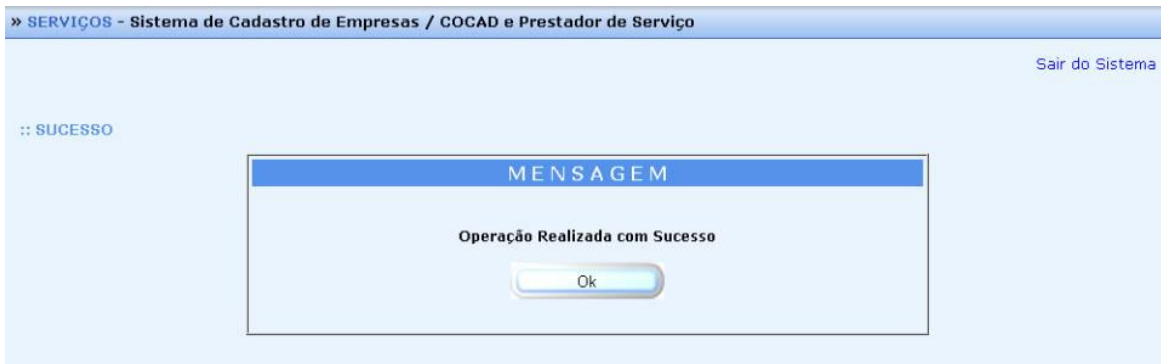 » SERVIÇOS - Sistema de Cadastro de Empresas / COCAD e Prestador de Serviço
Sair do Sistema
:: SUCESSO
MENSAGEM
Operação Realizada com Sucesso
Ok